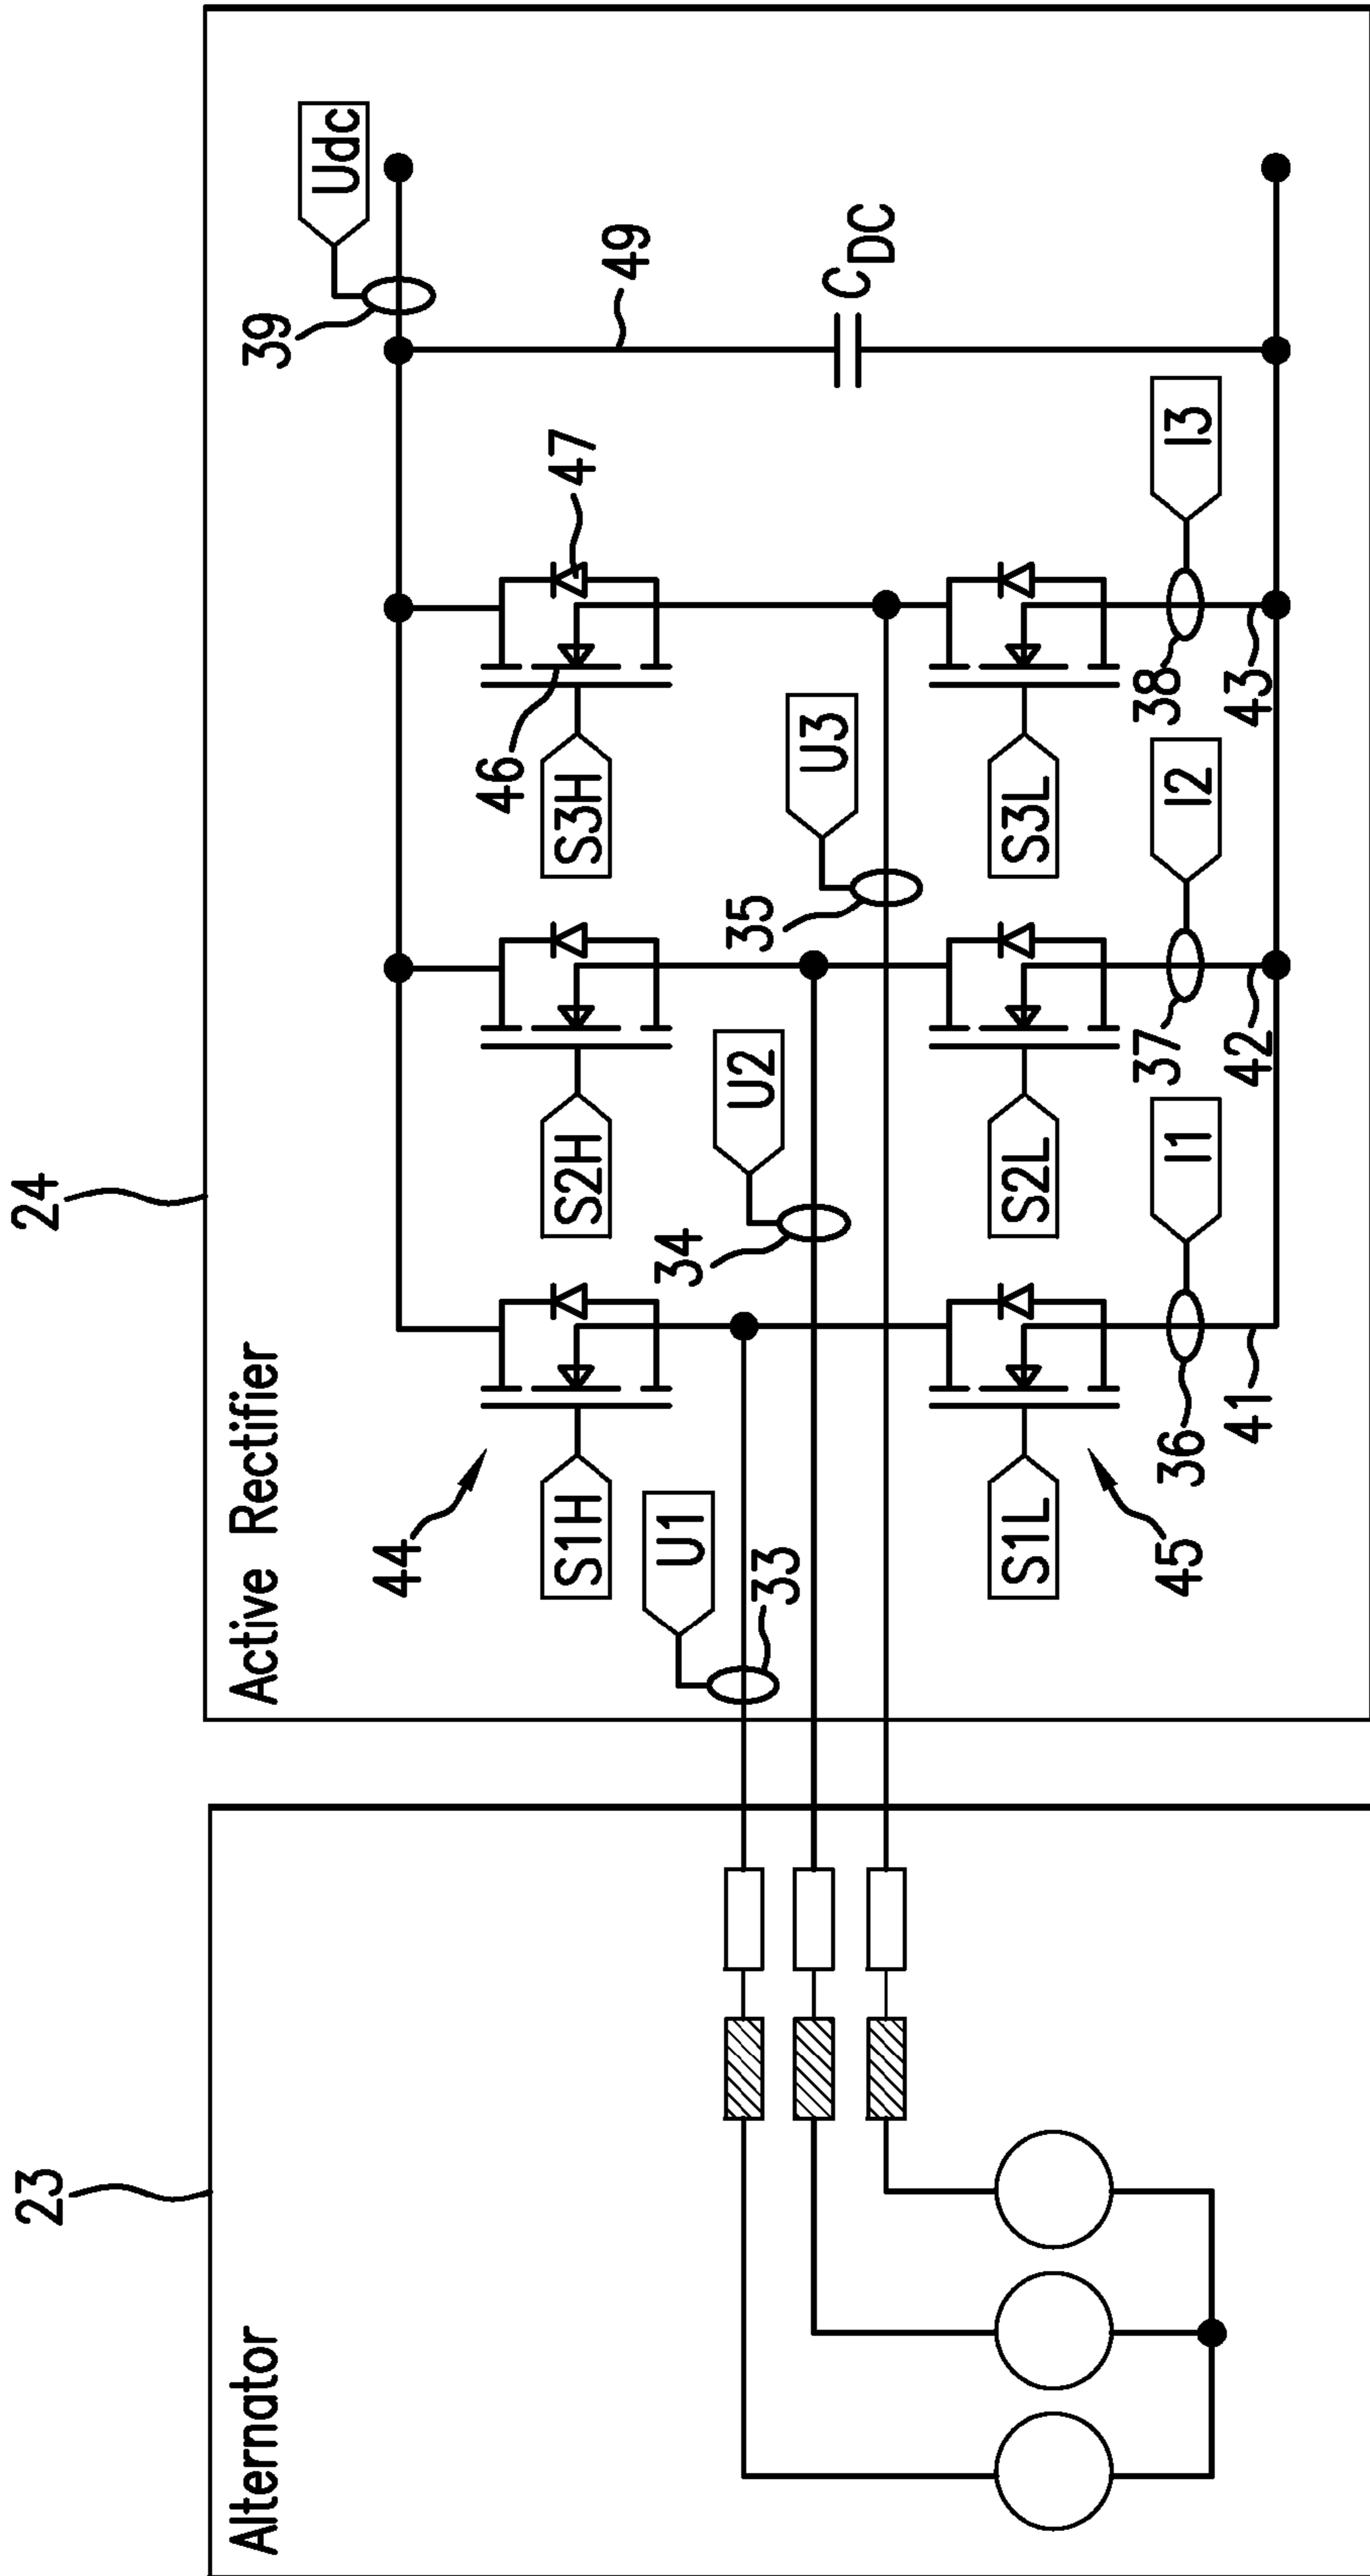 23
24
Alternator
Active Rectifier
Udc
39
49
44
46
47
S1H
S2H
S3H
U1
33
U2
34
U3
35
CDC
S1L
S2L
S3L
45
36
I1
37
I2
38
I3
41
42
43